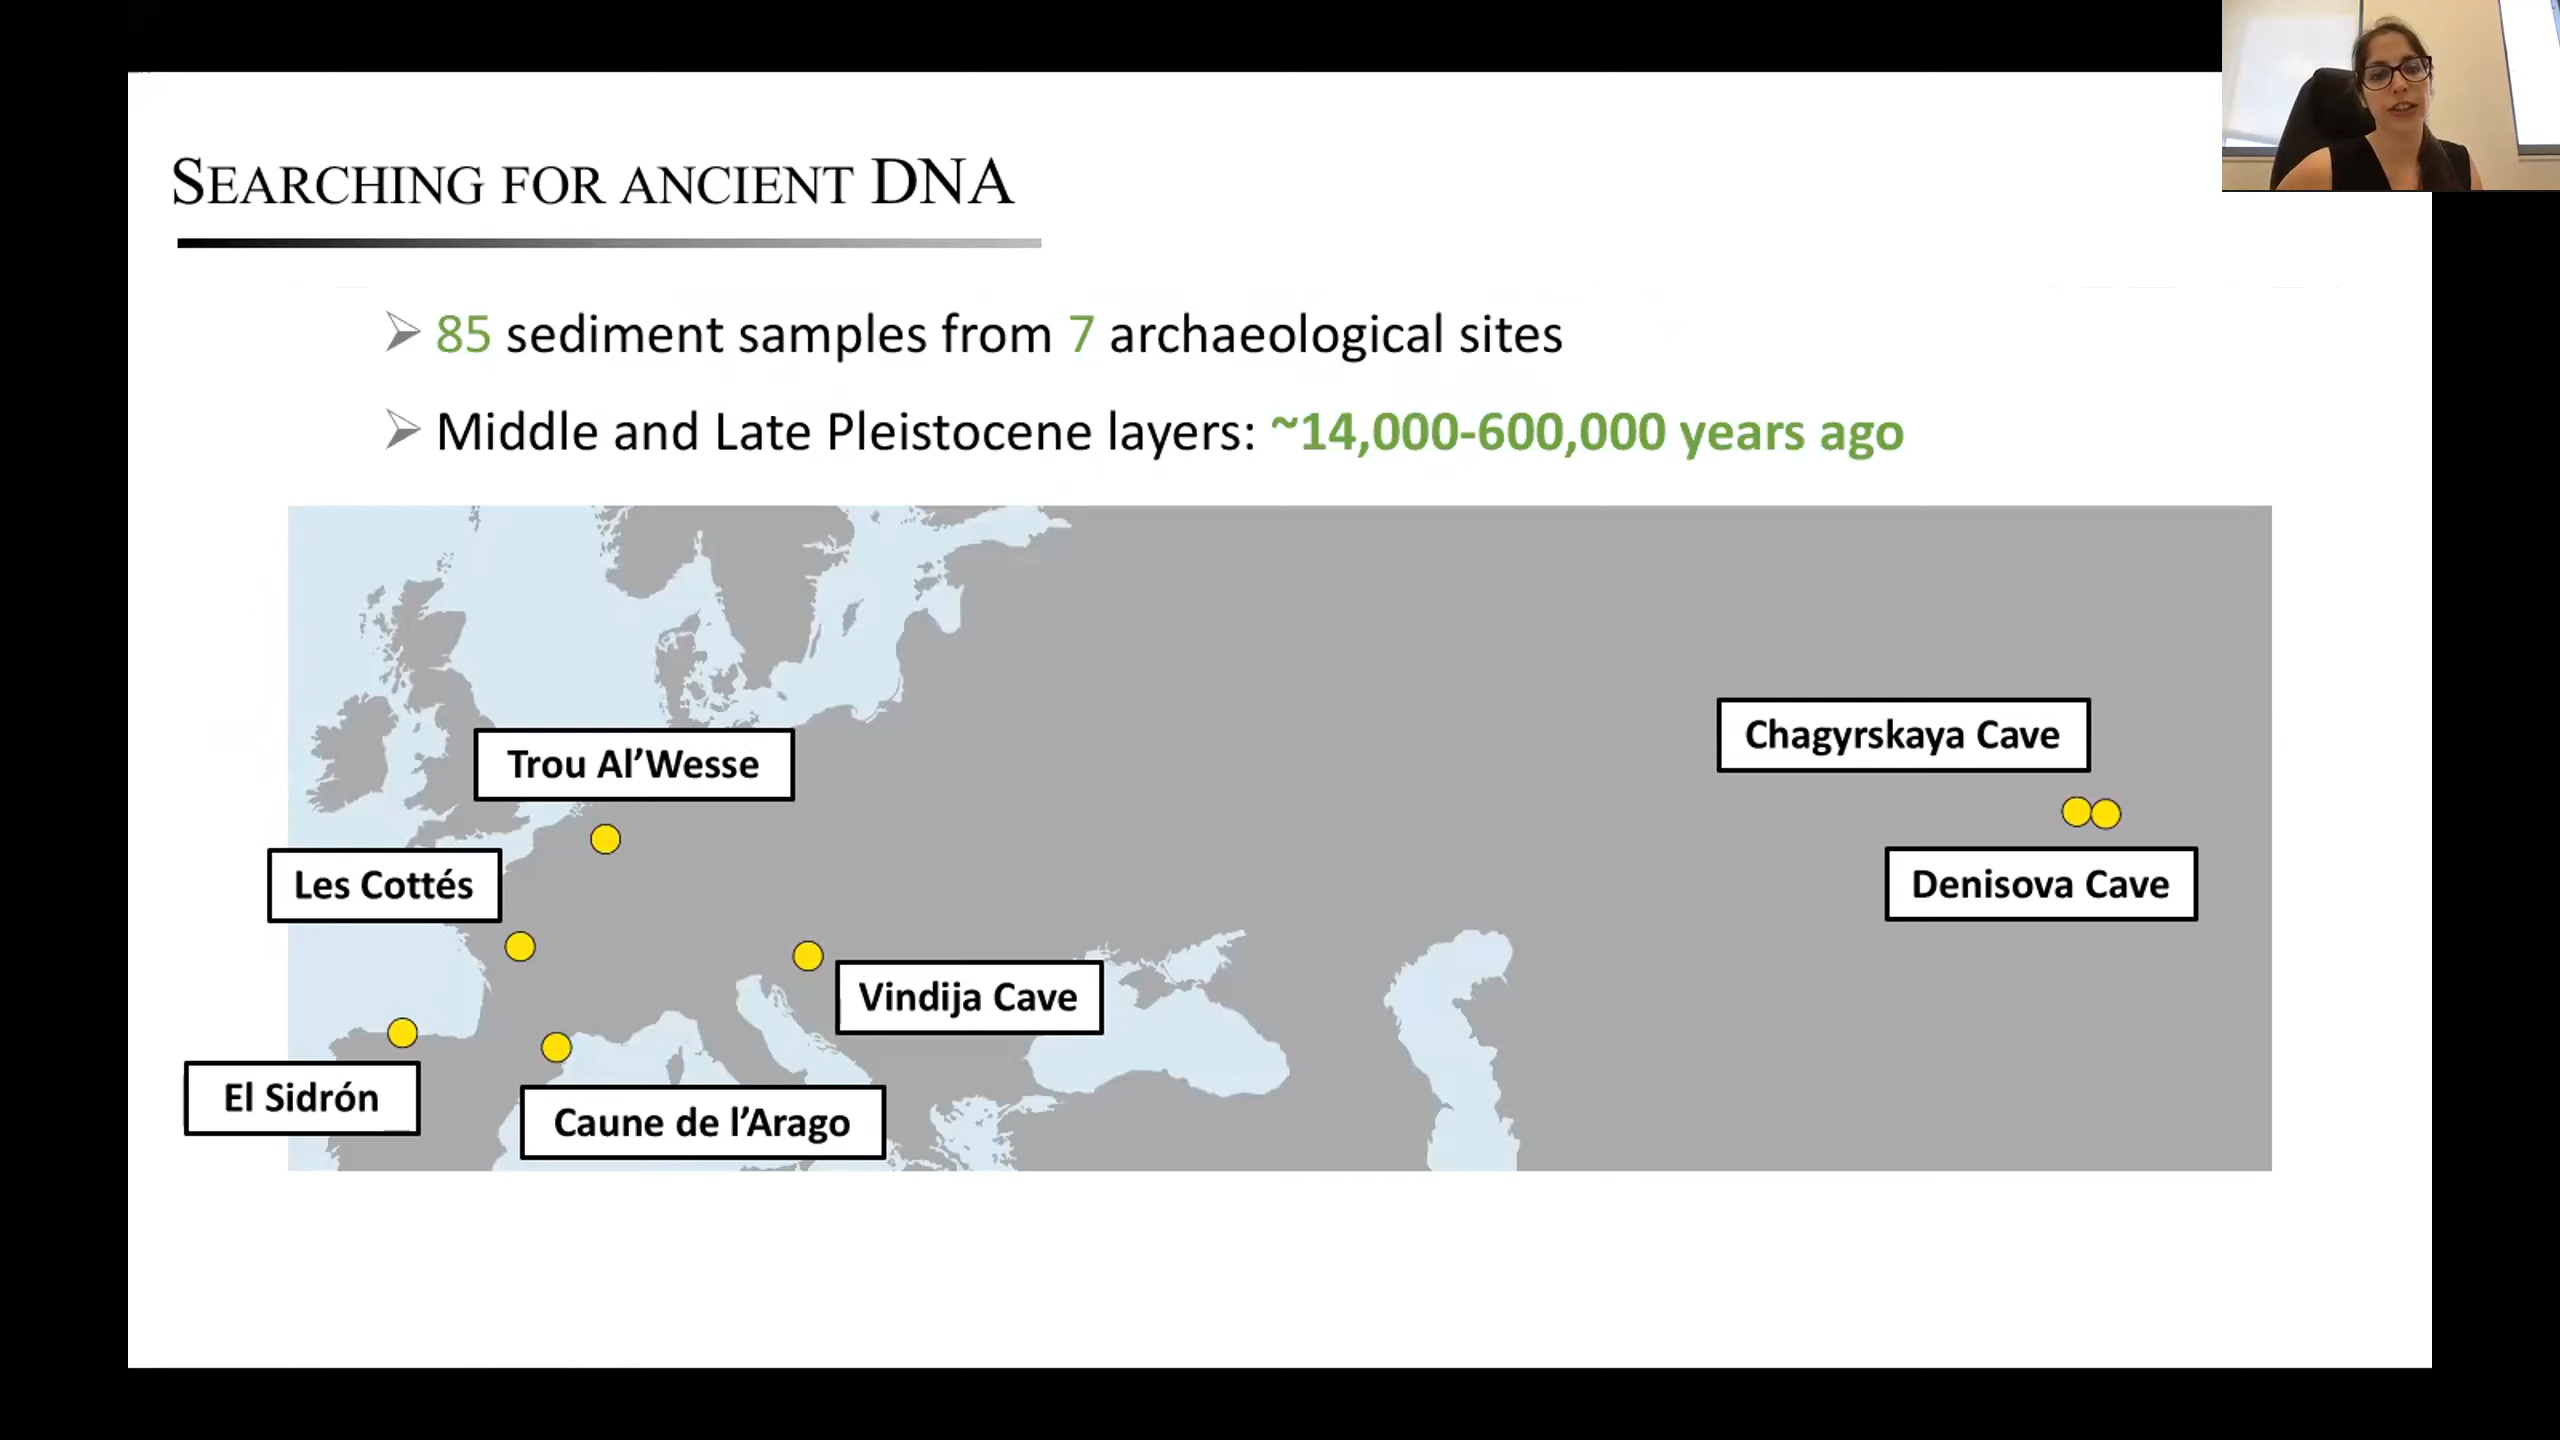 SEARCHING FOR ANCIENT DNA
85 sediment samples from 7 archaeological sites
Middle and Late Pleistocene layers: ~14,000-600,000 years ago
Chagyrskaya Cave
Trou Al’Wesse
Les Cottés
Denisova Cave
Vindija Cave
El Sidrón
Caune de l’Arago